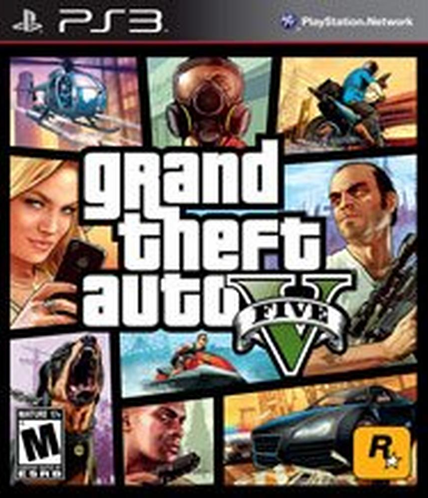 PS3
PlayStation.Network
grand
theft
auto
V
FIVE
MATURE 17+
M
ESRB
R